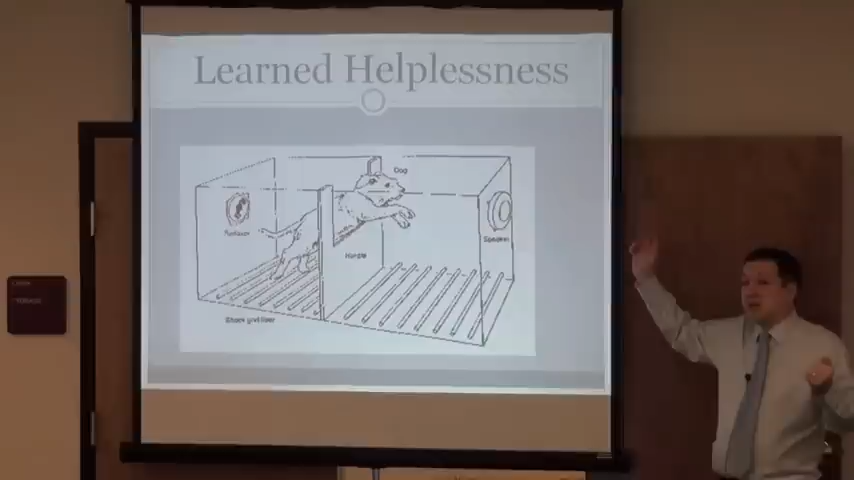 Learned Helplessness
Dog
Speaker
Hurdle
Shock grid floor